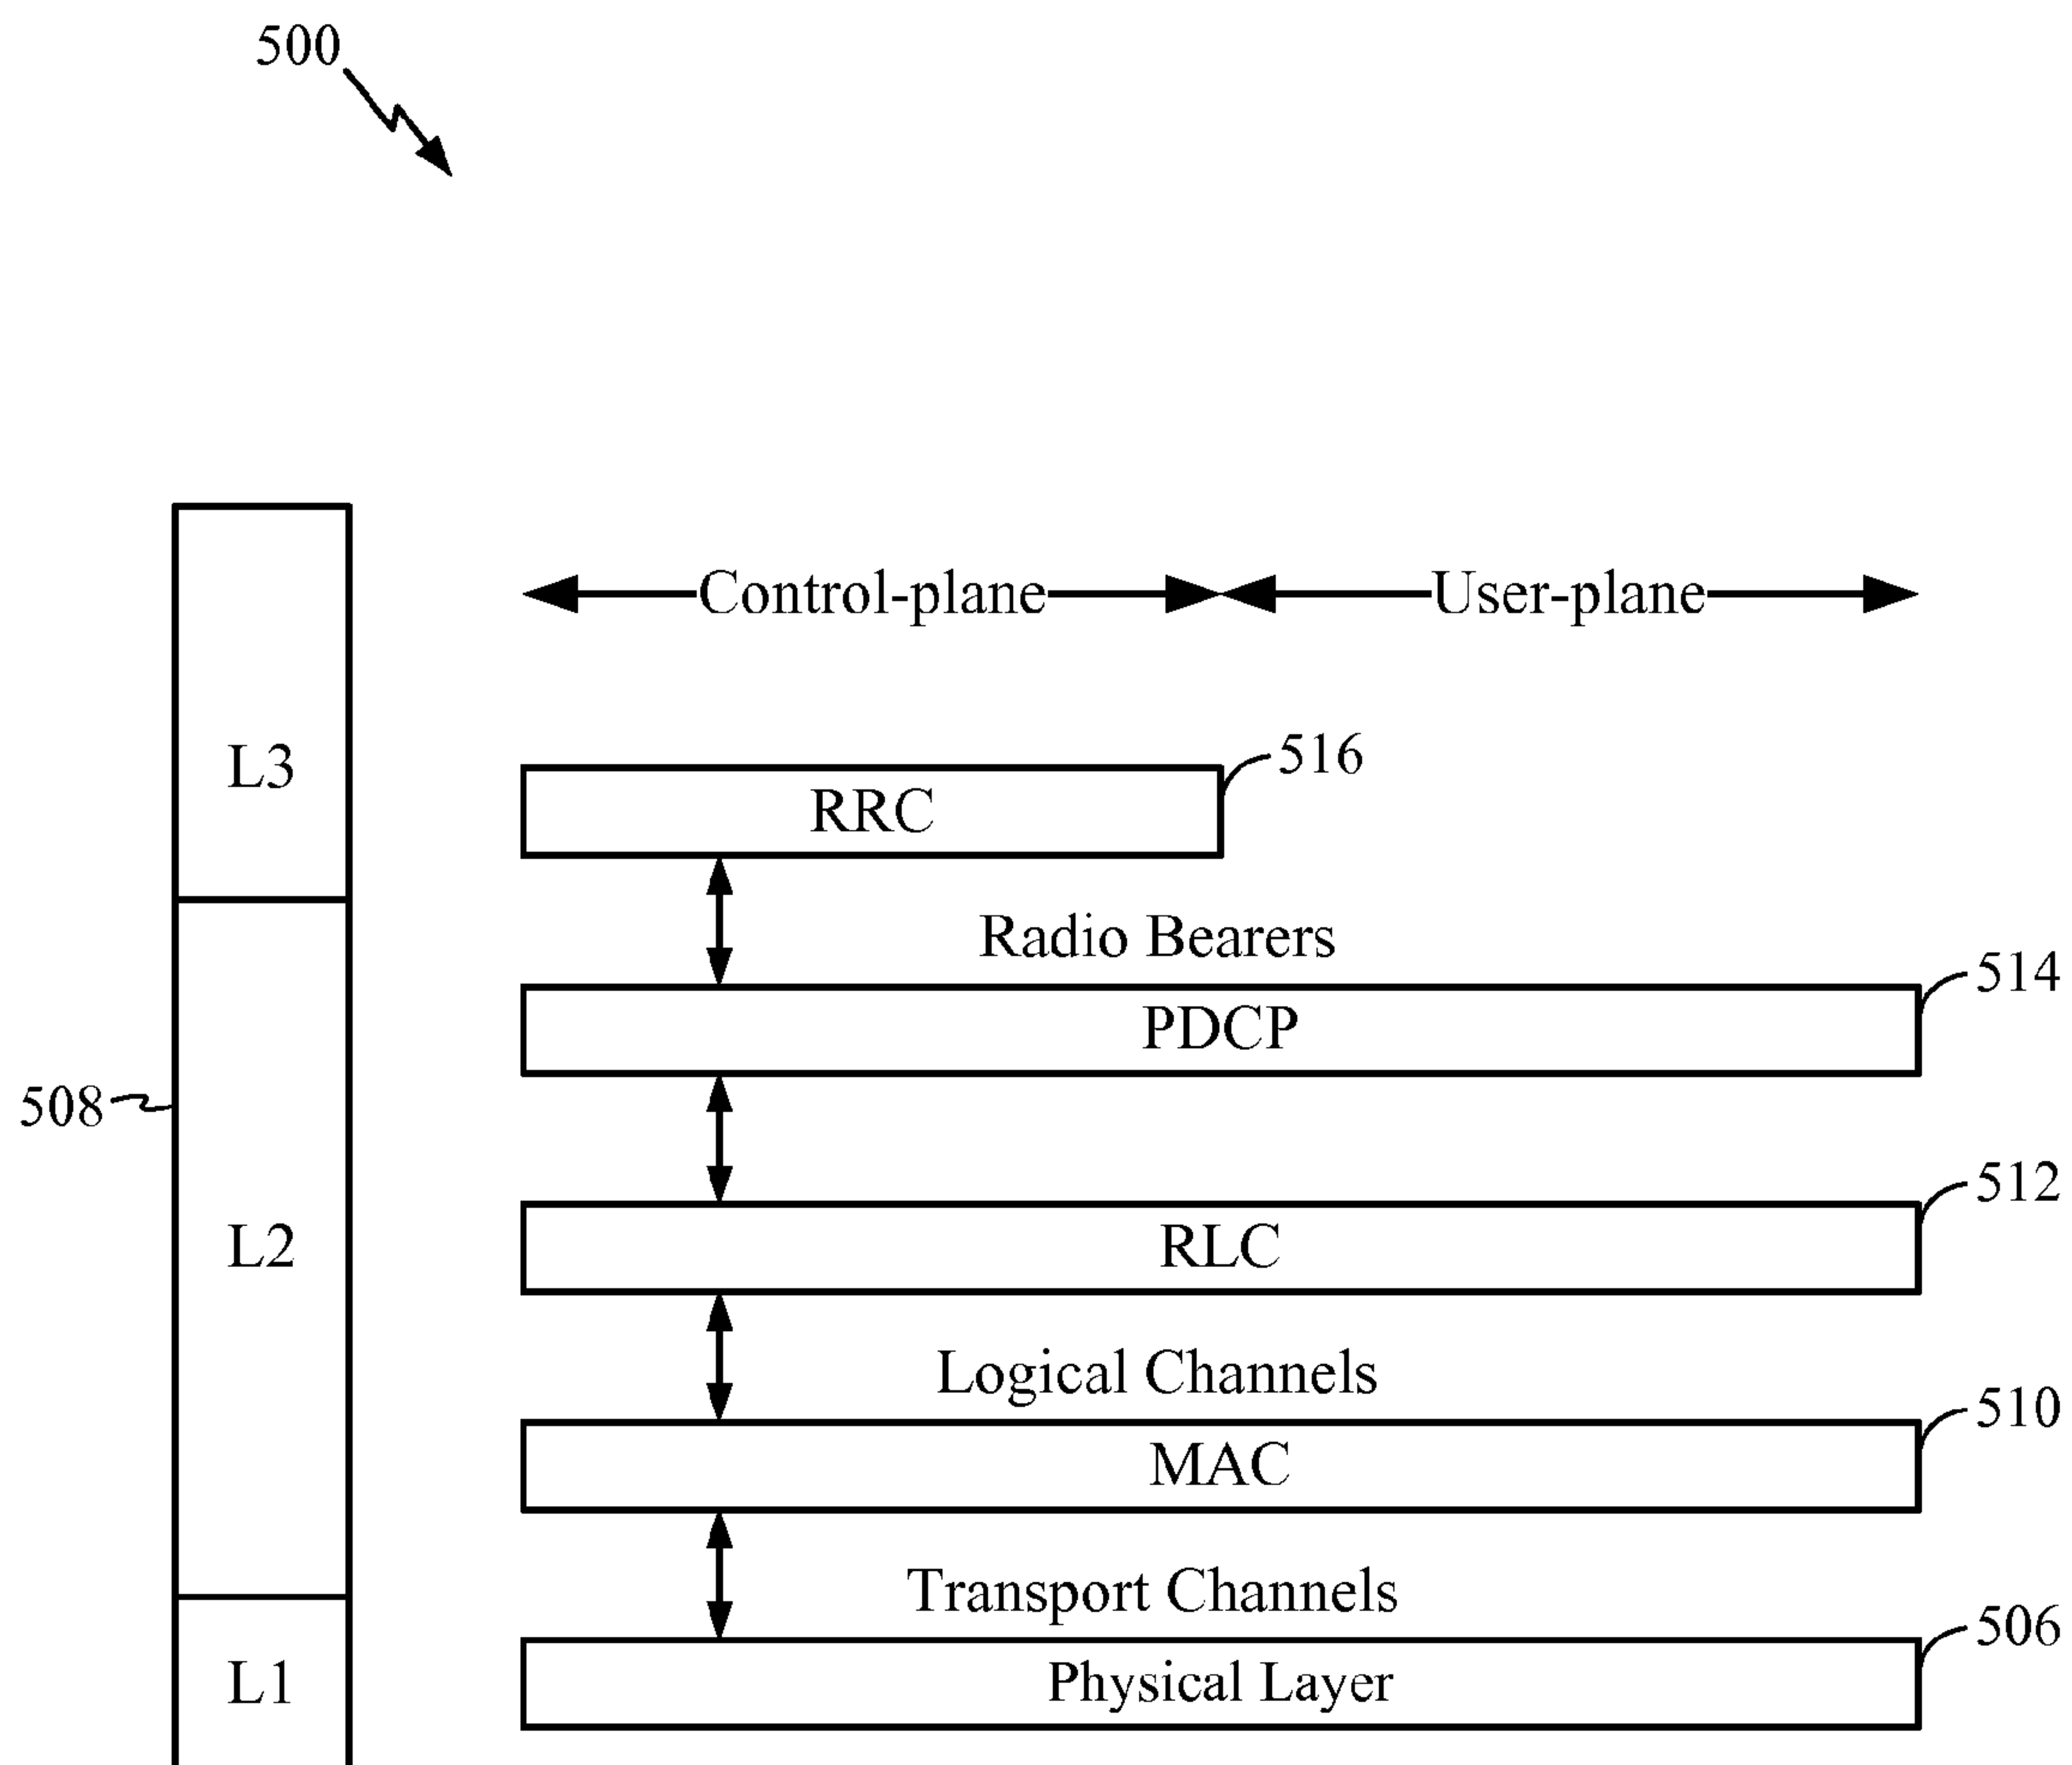 500
Control-plane
User-plane
L3
516
RRC
Radio Bearers
514
PDCP
508
512
L2
RLC
Logical Channels
510
MAC
Transport Channels
506
L1
Physical Layer